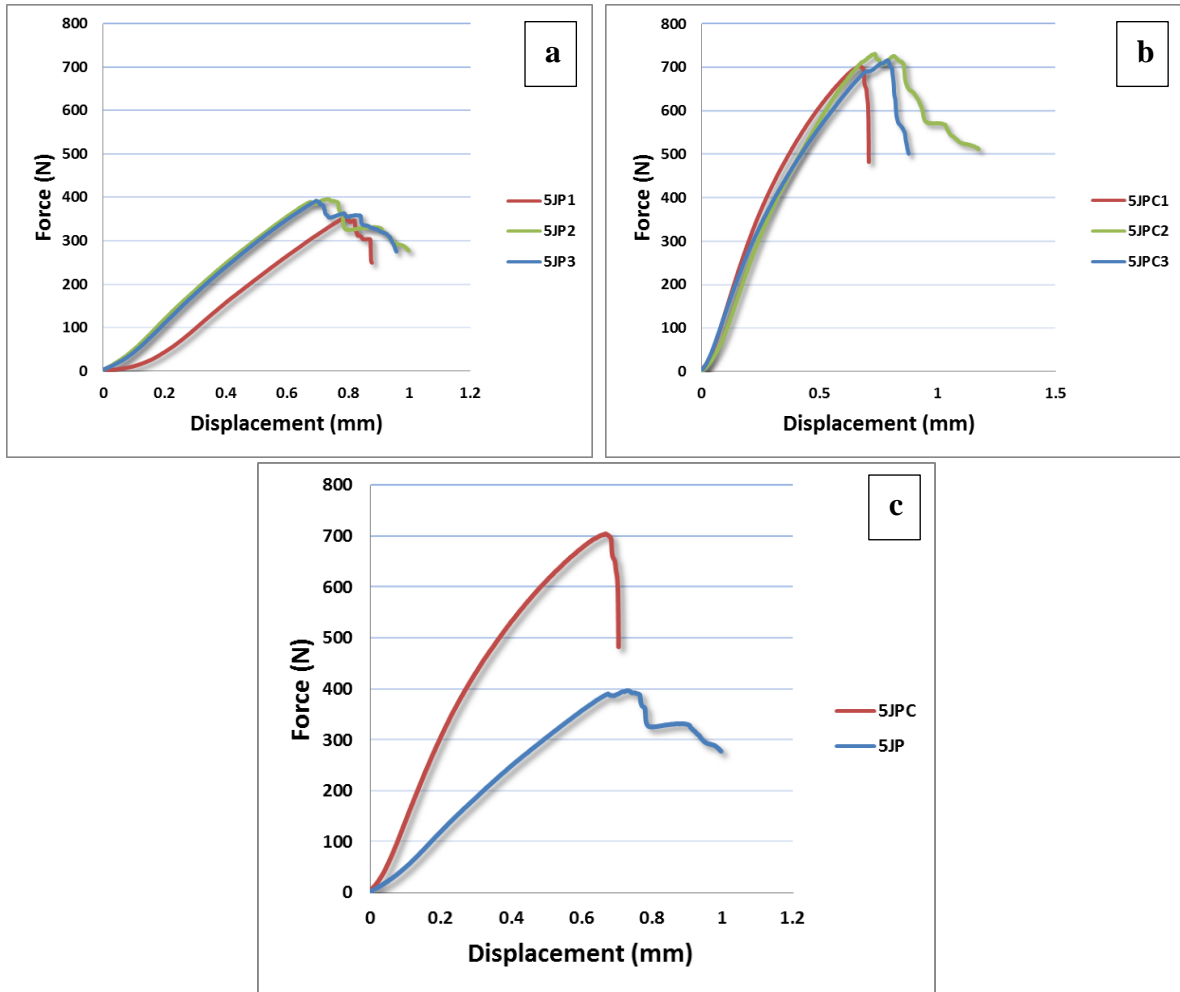 a
800
700
600
500
400
300
200
100
0
Force (N)
0 0.2 0.4 0.6 0.8 1 1.2
Displacement (mm)
5JP1
5JP2
5JP3
b
800
700
600
500
400
300
200
100
0
Force (N)
0 0.5 1 1.5
Displacement (mm)
5JPC1
5JPC2
5JPC3
c
800
700
600
500
400
300
200
100
0
Force (N)
0 0.2 0.4 0.6 0.8 1 1.2
Displacement (mm)
5JPC
5JP